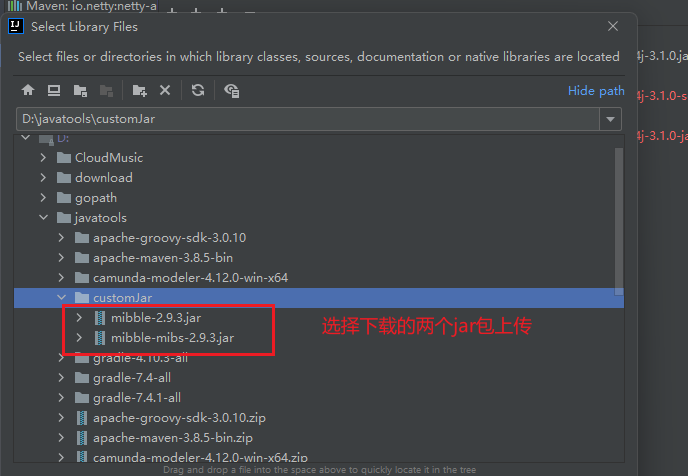 Maven: io.netty:netty-a
Select Library Files
Select files or directories in which library classes, sources, documentation or native libraries are located
Hide path
D:\javatools\customJar
D:
CloudMusic
download
gopath
javatools
apache-groovy-sdk-3.0.10
apache-maven-3.8.5-bin
camunda-modeler-4.12.0-win-x64
customJar
mibble-2.9.3.jar
mibble-mibs-2.9.3.jar
选择下载的两个jar包上传
gradle-4.10.3-all
gradle-7.4-all
gradle-7.4.1-all
apache-groovy-sdk-3.0.10.zip
apache-maven-3.8.5-bin.zip
camunda-modeler-4.12.0-win-x64.zip
Drag and drop a file into the space above to quickly locate it in the tree
4j-3.1.0.ja
4j-3.1.0-s
4j-3.1.0-ja